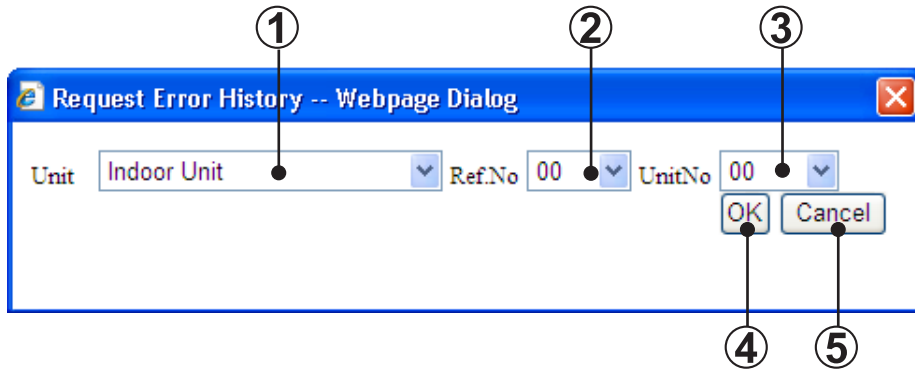 ① ② ③
Request Error History -- Webpage Dialog
Unit Indoor Unit Ref.No 00 UnitNo 00
OK Cancel
④ ⑤